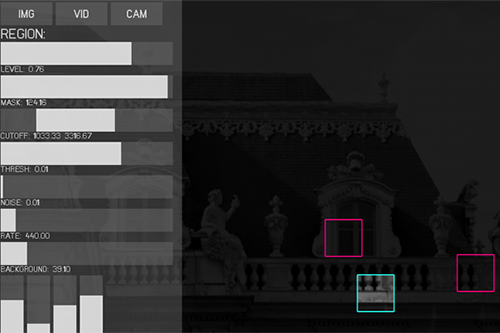 IMG VID CAM
REGION:
LEVEL: 0.76
MASK: 124.16
CUTOFF: 1033.33 3316.67
THRESH: 0.01
NOISE: 0.01
RATE: 440.00
BACKGROUND: 39.10